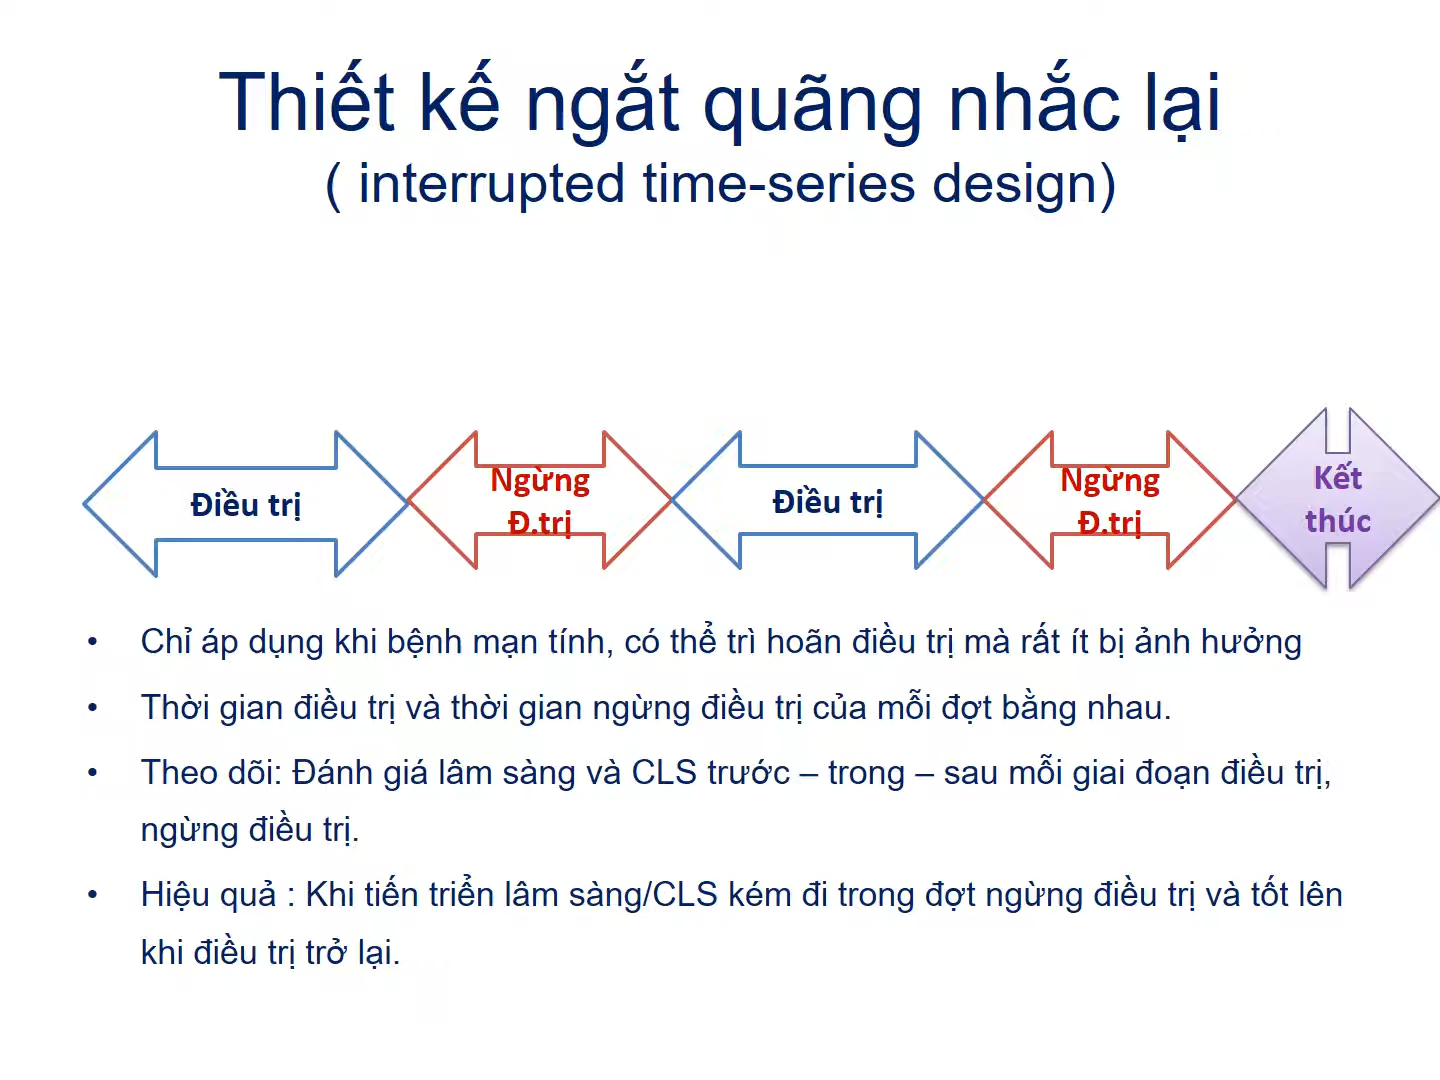 Thiết kế ngắt quãng nhắc lại
( interrupted time-series design)
Điều trị
Ngừng
Đ.trị
Điều trị
Ngừng
Đ.trị
Kết
thúc
• Chỉ áp dụng khi bệnh mạn tính, có thể trì hoãn điều trị mà rất ít bị ảnh hưởng
• Thời gian điều trị và thời gian ngừng điều trị của mỗi đợt bằng nhau.
• Theo dõi: Đánh giá lâm sàng và CLS trước – trong – sau mỗi giai đoạn điều trị,
ngừng điều trị.
• Hiệu quả : Khi tiến triển lâm sàng/CLS kém đi trong đợt ngừng điều trị và tốt lên
khi điều trị trở lại.